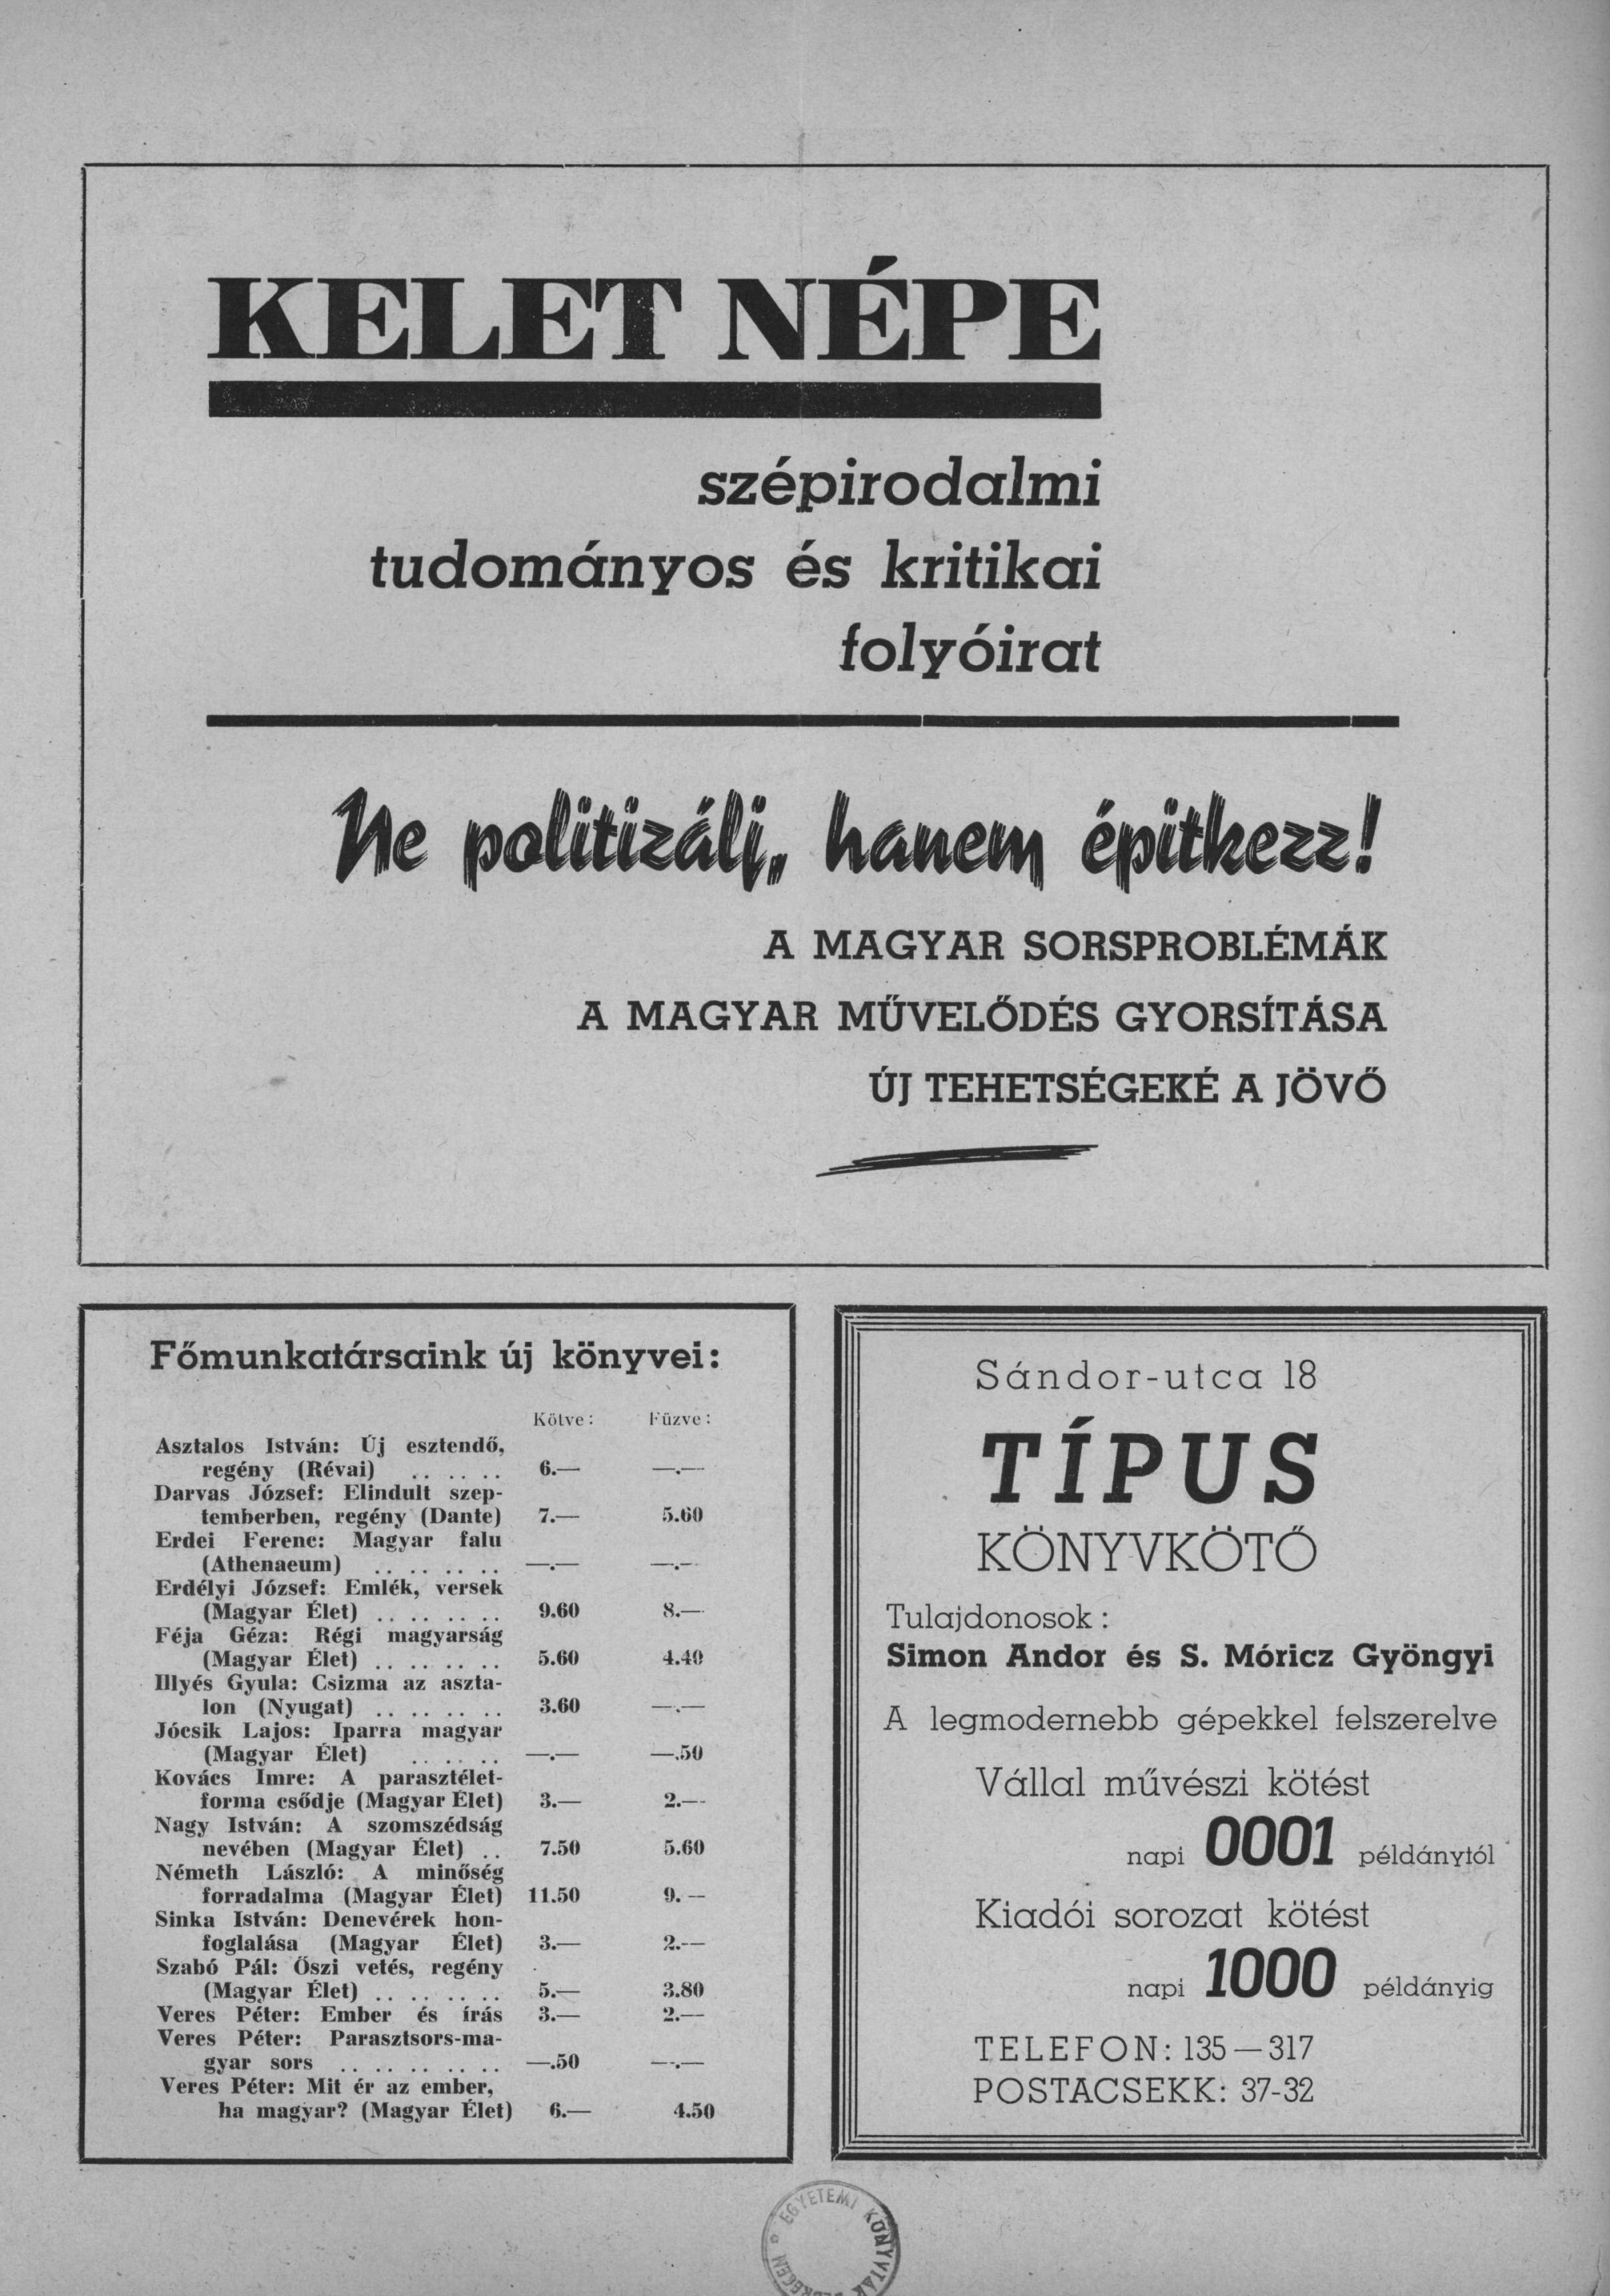 KELET NÉPE
szépirodalmi
tudományos és kritikai
folyóirat
Ne politizálj, hanem építkezz!
A MAGYAR SORSPROBLÉMÁK
A MAGYAR MŰVELŐDÉS GYORSÍTÁSA
ÚJ TEHETSÉGEKÉ A JÖVŐ
Főmunkatársaink új könyvei:
Kötve: Fűzve:
Asztalos István: Új esztendő,
regény (Révai) . . . . . . 6.— —.—
Darvas József: Elindult szep-
temberben, regény (Dante) 7.— 5.60
Erdei Ferenc: Magyar falu
(Athenaeum) . . . . . . . . —.— —.—
Erdélyi József: Emlék, versek
(Magyar Élet) . . . . . . . . 9.60 8.—
Féja Géza: Régi magyarság
(Magyar Élet) . . . . . . . . 5.60 4.40
Illyés Gyula: Csizma az aszta-
lon (Nyugat) . . . . . . . . 3.60 —.—
Jócsik Lajos: Iparra magyar
(Magyar Élet) . . . . . . —.— —.50
Kovács Imre: A parasztélet-
forma csődje (Magyar Élet) 3.— 2.—
Nagy István: A szomszédság
nevében (Magyar Élet) . . 7.50 5.60
Németh László: A minőség
forradalma (Magyar Élet) 11.50 9.—
Sinka István: Denevérek hon-
foglalása (Magyar Élet) 3.— 2.—
Szabó Pál: Őszi vetés, regény
(Magyar Élet) . . . . . . . . 5.— 3.80
Veres Péter: Ember és írás 3.— 2.—
Veres Péter: Parasztsors-ma-
gyar sors . . . . . . . . . . —.50 —.—
Veres Péter: Mit ér az ember,
ha magyar? (Magyar Élet) 6.— 4.50
Sándor-utca 18
TÍPUS
KÖNYVKÖTŐ
Tulajdonosok:
Simon Andor és S. Móricz Gyöngyi
A legmodernebb gépekkel felszerelve
Vállal művészi kötést
napi 0001 példánytól
Kiadói sorozat kötést
napi 1000 példányig
TELEFON: 135—317
POSTACSEKK: 37-32
EGYETEMI KÖNYVTÁR